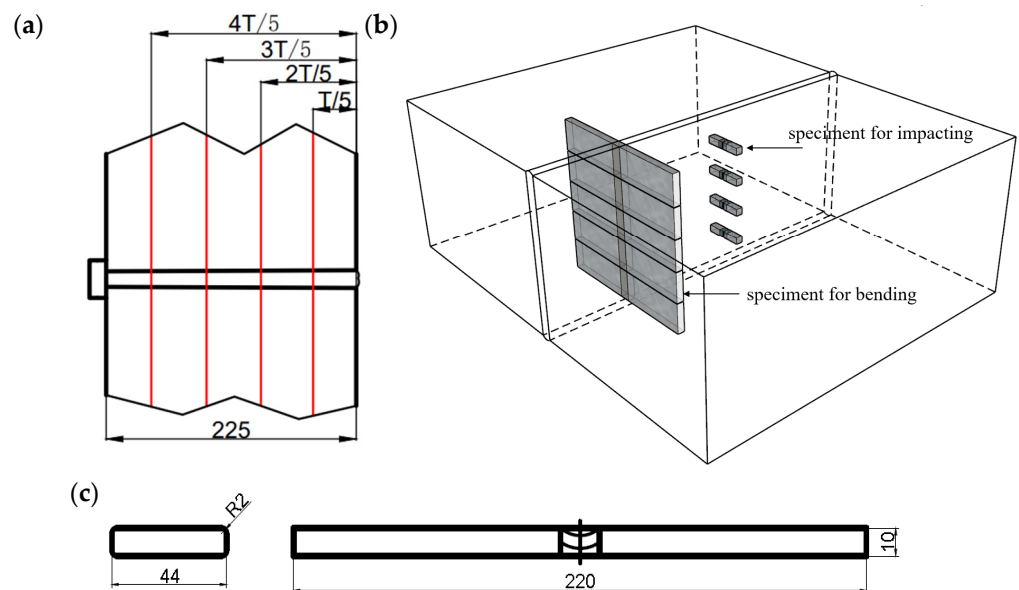 (a)
4T/5
3T/5
2T/5
T/5
225
(b)
speciment for impacting
speciment for bending
(c)
R2
44
220
10